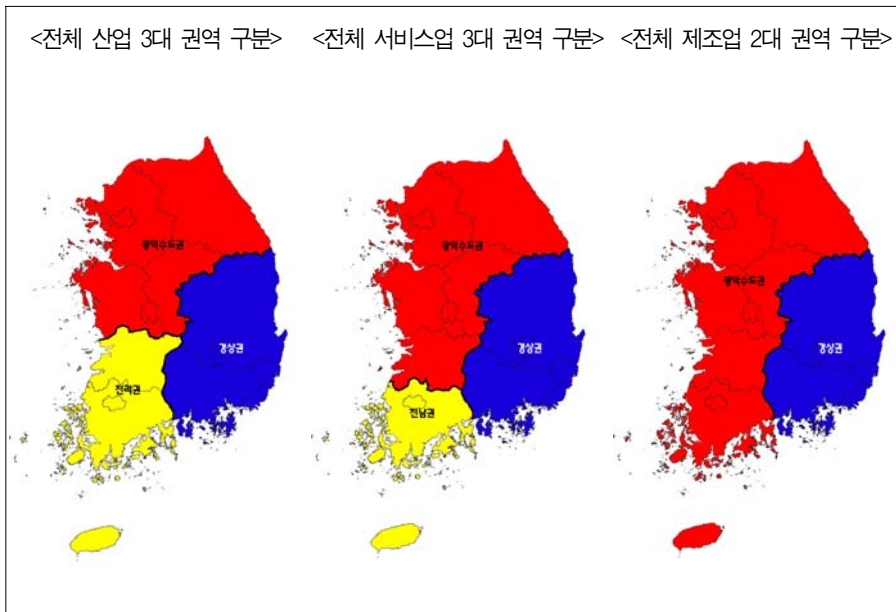 <전체 산업 3대 권역 구분>
<전체 서비스업 3대 권역 구분>
<전체 제조업 2대 권역 구분>
광역수도권
경상권
전라권
광역수도권
경상권
전남권
광역수도권
경상권